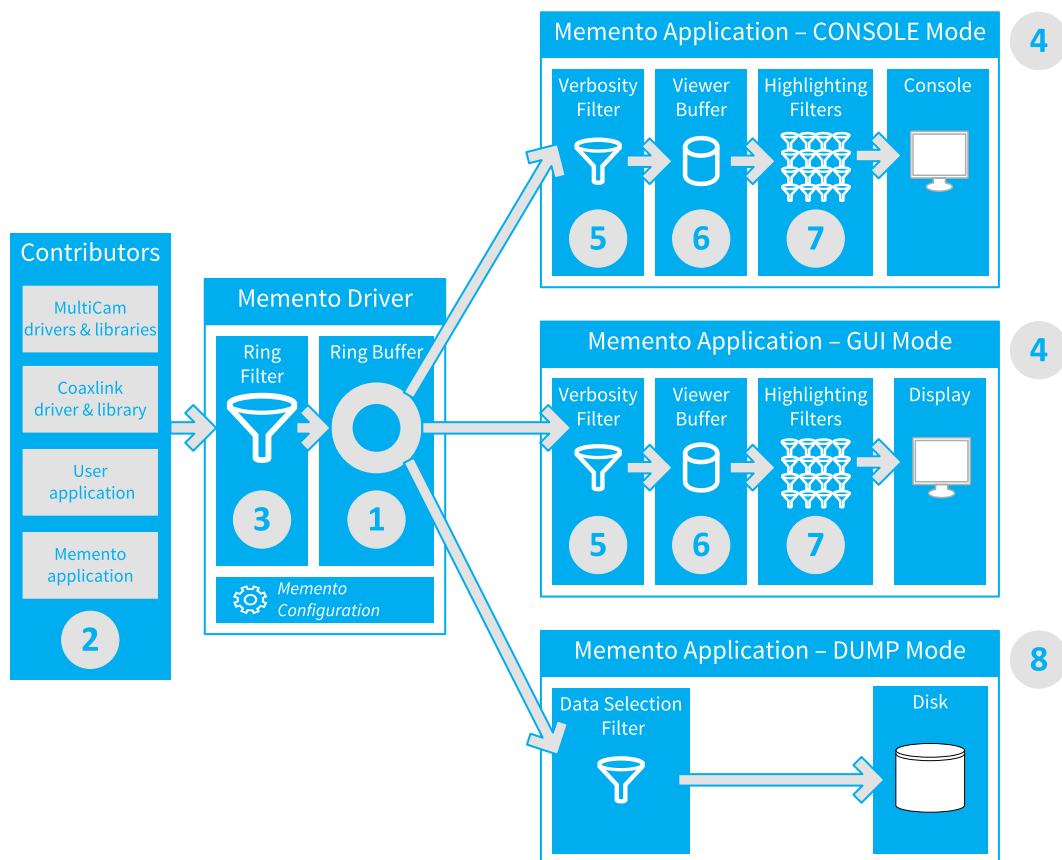 Contributors
MultiCam
drivers & libraries
Coaxlink
driver & library
User
application
Memento
application
2
Memento Driver
Ring
Filter
3
Ring Buffer
1
Memento
Configuration
Memento Application – CONSOLE Mode
4
Verbosity
Filter
5
Viewer
Buffer
6
Highlighting
Filters
7
Console
Memento Application – GUI Mode
4
Verbosity
Filter
5
Viewer
Buffer
6
Highlighting
Filters
7
Display
Memento Application – DUMP Mode
8
Data Selection
Filter
Disk